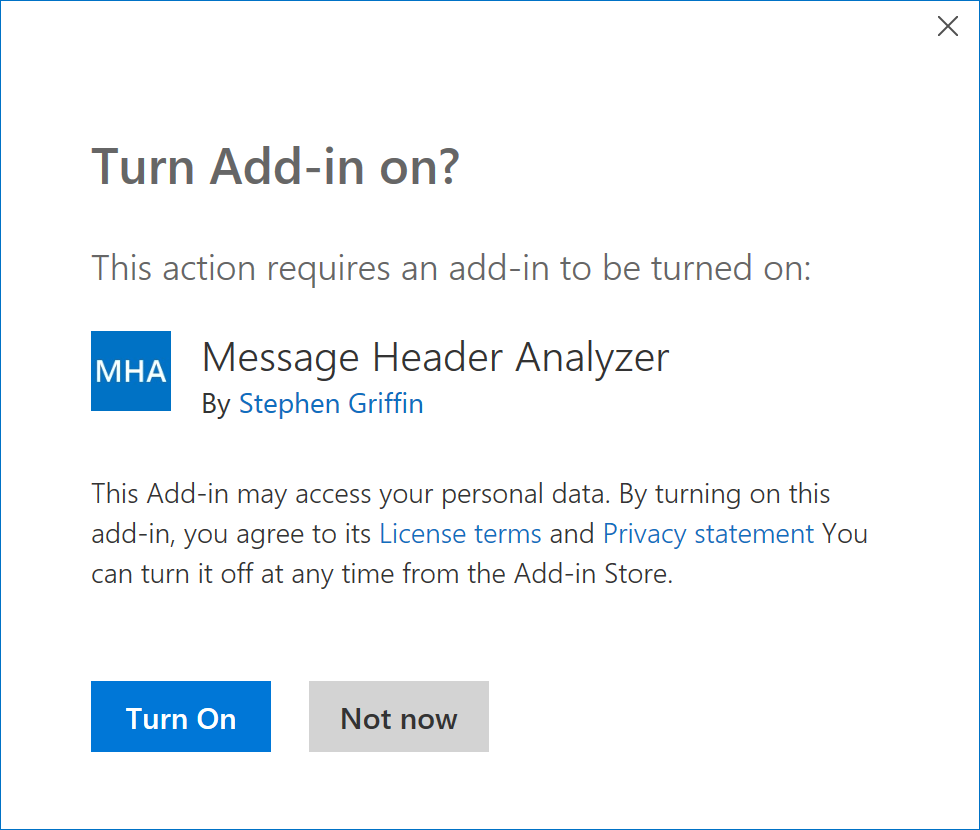 Turn Add-in on?
This action requires an add-in to be turned on:
MHA
Message Header Analyzer
By Stephen Griffin
This Add-in may access your personal data. By turning on this
add-in, you agree to its License terms and Privacy statement You
can turn it off at any time from the Add-in Store.
Turn On
Not now